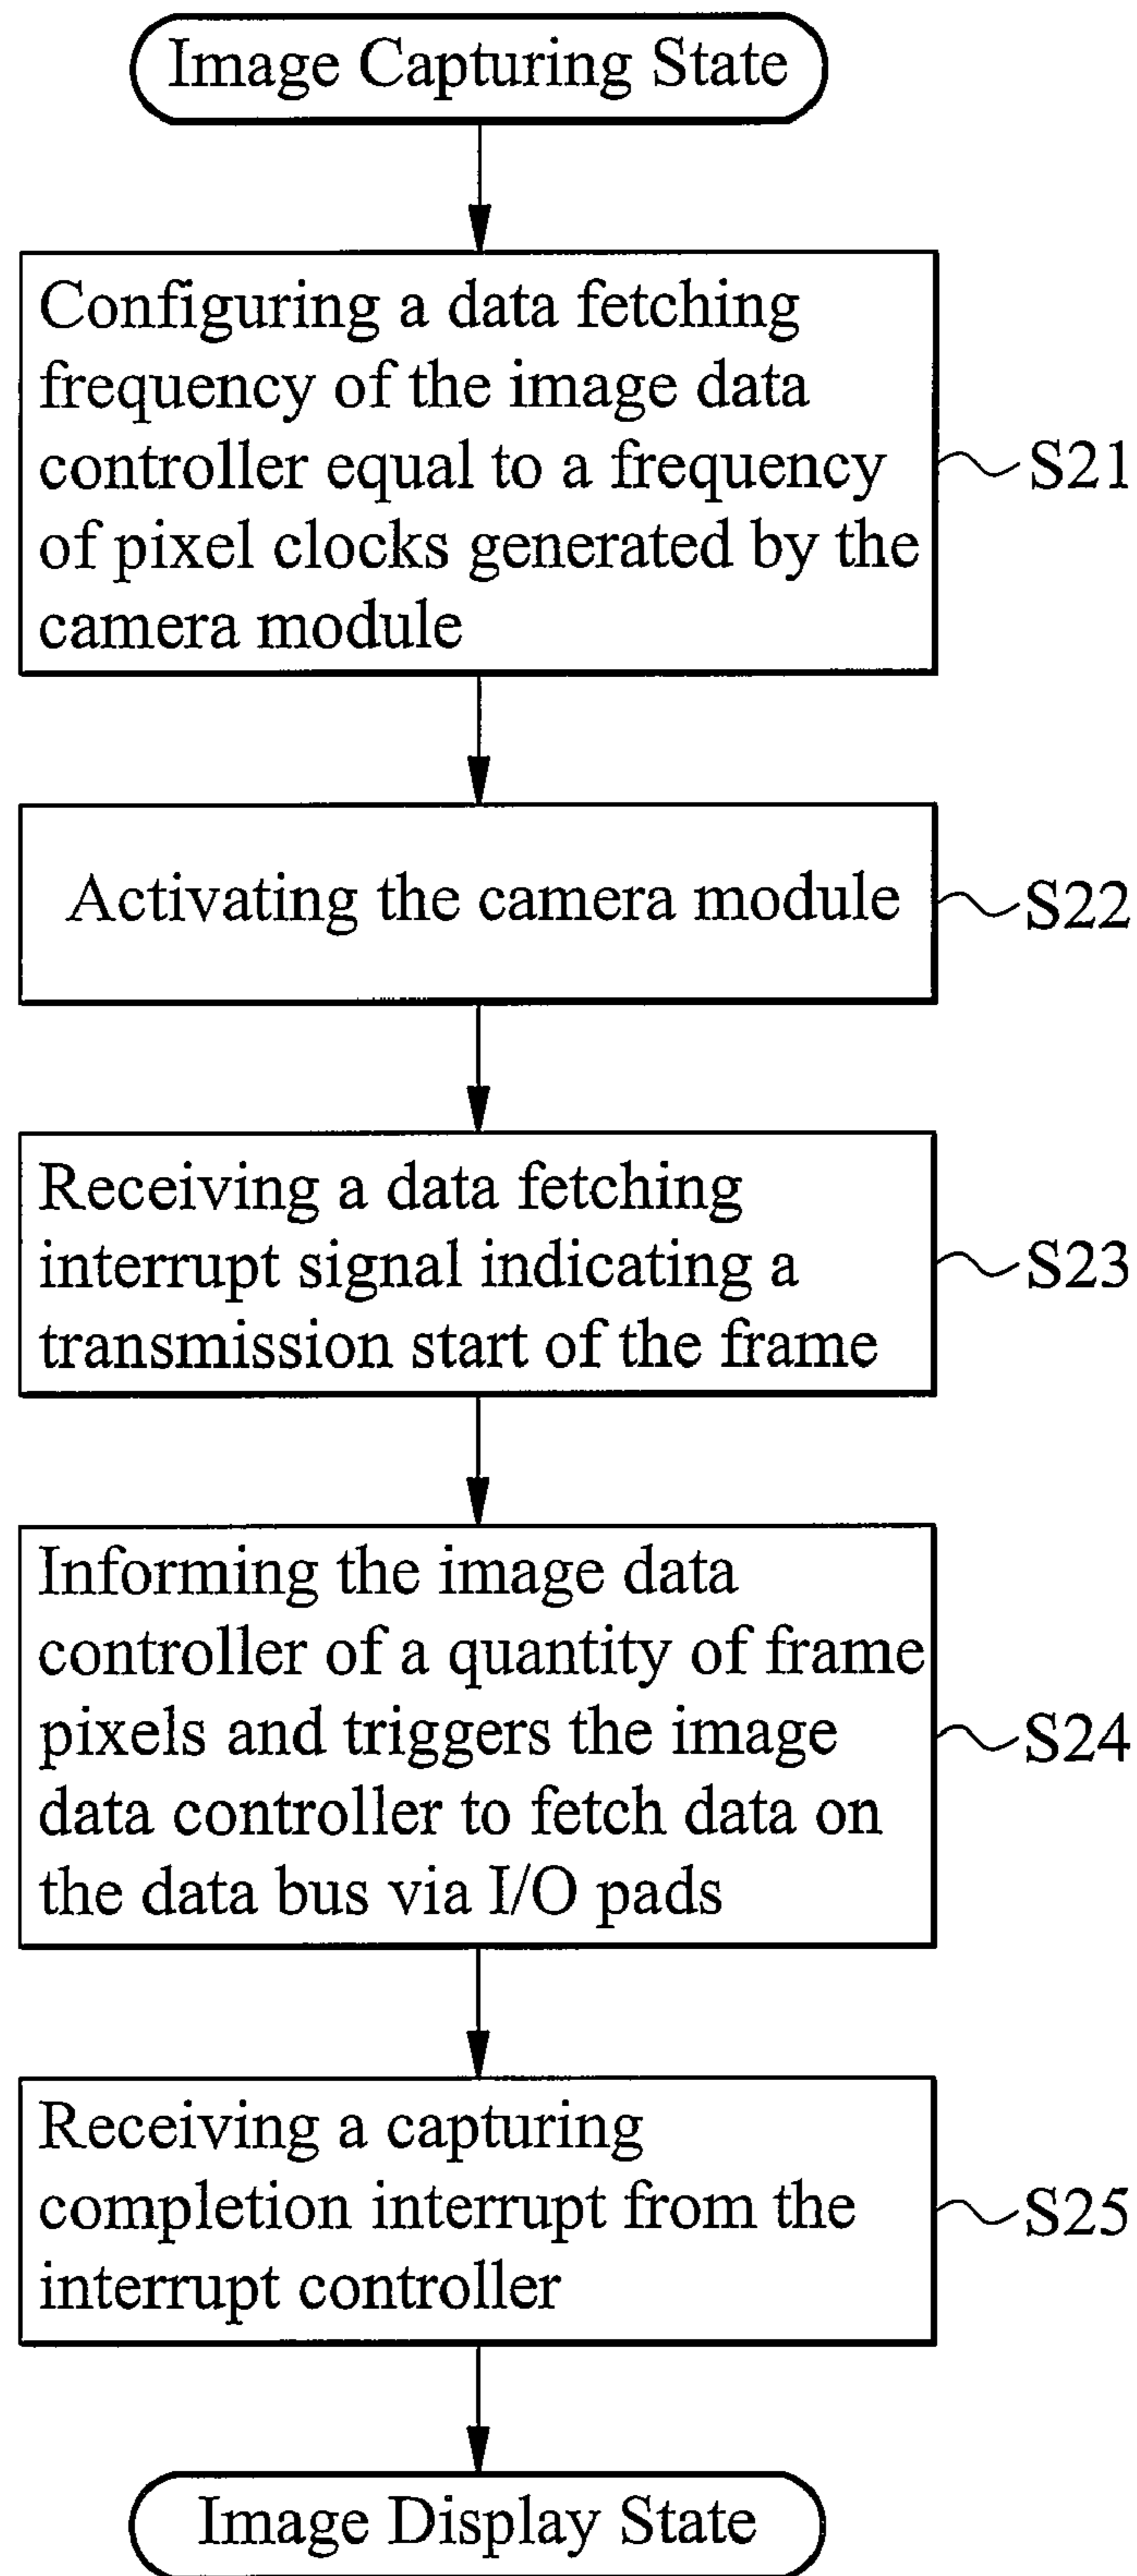 Image Capturing State
Configuring a data fetching
frequency of the image data
controller equal to a frequency
of pixel clocks generated by the
camera module
S21
Activating the camera module
S22
Receiving a data fetching
interrupt signal indicating a
transmission start of the frame
S23
Informing the image data
controller of a quantity of frame
pixels and triggers the image
data controller to fetch data on
the data bus via I/O pads
S24
Receiving a capturing
completion interrupt from the
interrupt controller
S25
Image Display State